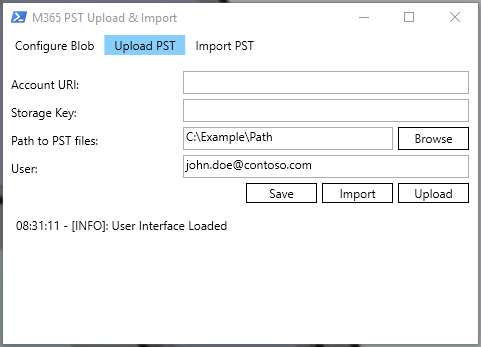 M365 PST Upload & Import
Configure Blob Upload PST Import PST
Account URI:
Storage Key:
Path to PST files: C:\Example\Path Browse
User: john.doe@contoso.com
Save Import Upload
08:31:11 - [INFO]: User Interface Loaded